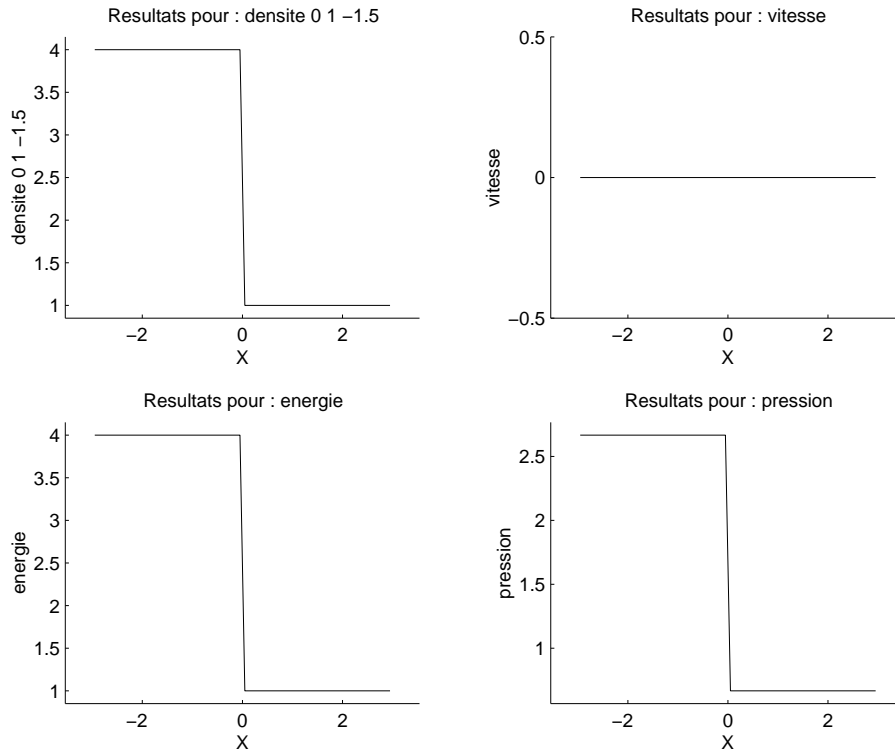 Resultats pour : densite 0 1 −1.5
4
3.5
3
2.5
2
1.5
1
densite 0 1 −1.5
−2
0
2
X
Resultats pour : vitesse
0.5
0
−0.5
vitesse
−2
0
2
X
Resultats pour : energie
4
3.5
3
2.5
2
1.5
1
energie
−2
0
2
X
Resultats pour : pression
2.5
2
1.5
1
pression
−2
0
2
X